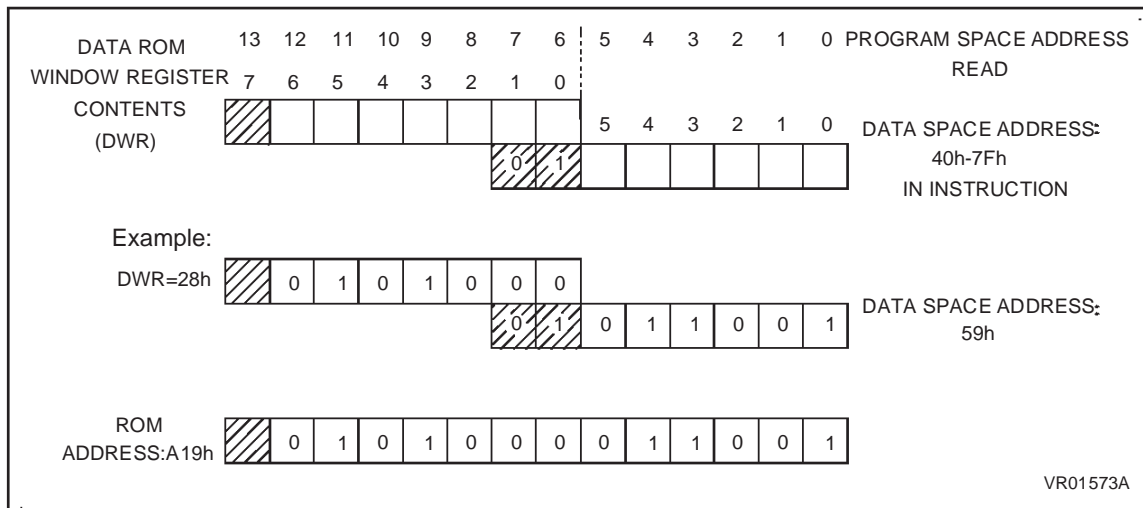 DATA ROM 13 12 11 10 9 8 7 6 5 4 3 2 1 0 PROGRAM SPACE ADDRESS
WINDOW REGISTER 7 6 5 4 3 2 1 0 READ
CONTENTS
(DWR)
5 4 3 2 1 0 DATA SPACE ADDRESS:
0 1 40h-7Fh
IN INSTRUCTION
Example:
DWR=28h 0 1 0 1 0 0 0
0 1 0 1 1 0 0 1 DATA SPACE ADDRESS:
59h
ROM
ADDRESS:A19h 0 1 0 1 0 0 0 0 1 1 0 0 1
VR01573A